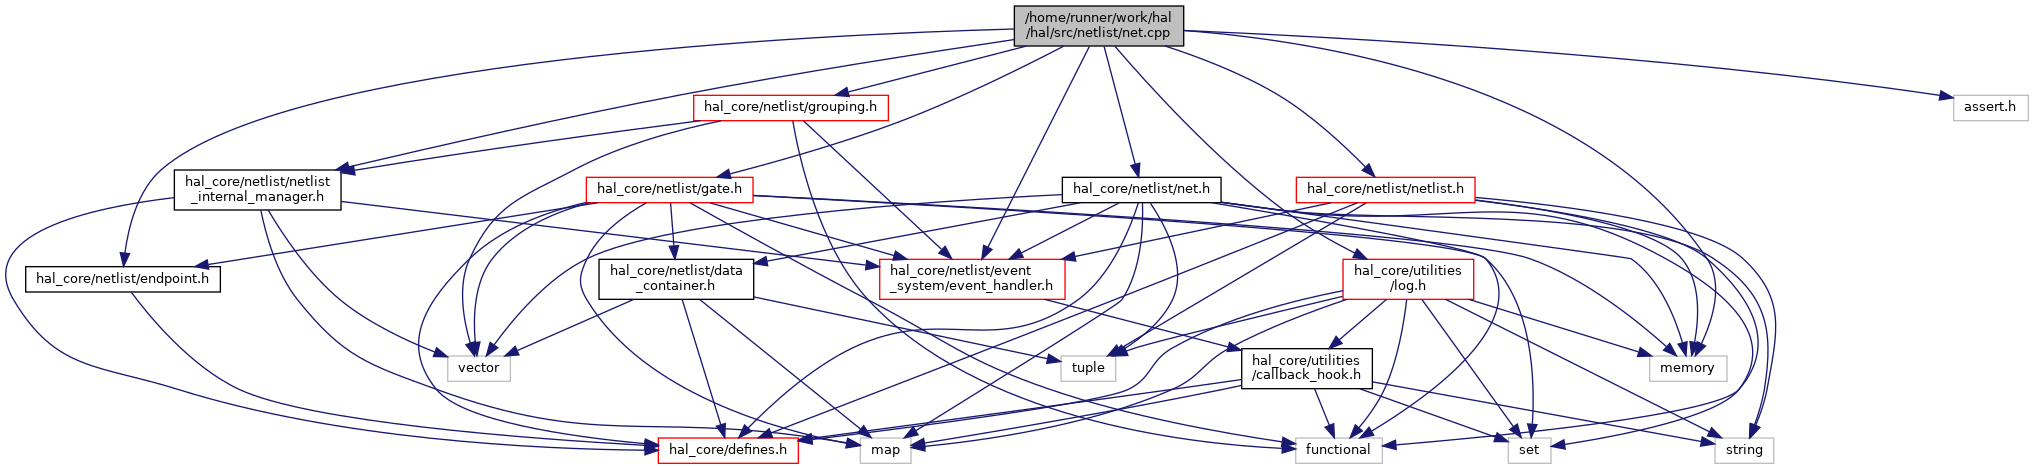 /home/runner/work/hal
/hal/src/netlist/net.cpp
hal_core/netlist/grouping.h
assert.h
hal_core/netlist/netlist
_internal_manager.h
hal_core/netlist/gate.h
hal_core/netlist/net.h
hal_core/netlist/netlist.h
hal_core/netlist/endpoint.h
hal_core/netlist/data
_container.h
hal_core/netlist/event
_system/event_handler.h
hal_core/utilities
/log.h
vector
tuple
hal_core/utilities
/callback_hook.h
memory
hal_core/defines.h
map
functional
set
string